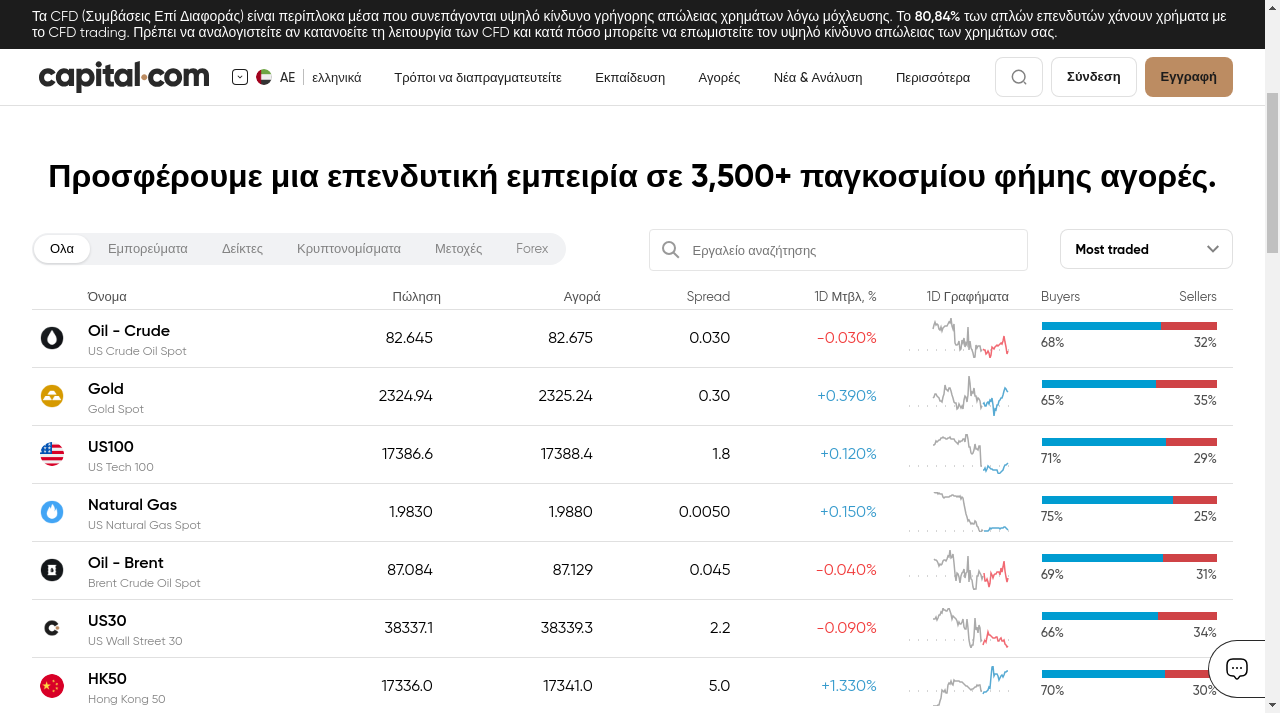 Τα CFD (Συμβάσεις Επί Διαφοράς) είναι περίπλοκα μέσα που συνεπάγονται υψηλό κίνδυνο γρήγορης απώλειας χρημάτων λόγω μόχλευσης. Το 80,84% των απλών επενδυτών χάνουν χρήματα με
το CFD trading. Πρέπει να αναλογιστείτε αν κατανοείτε τη λειτουργία των CFD και κατά πόσο μπορείτε να επωμιστείτε τον υψηλό κίνδυνο απώλειας των χρημάτων σας.
capital.com AE ελληνικά Τρόποι να διαπραγματευτείτε Εκπαίδευση Αγορές Νέα & Ανάλυση Περισσότερα Σύνδεση Εγγραφή
Προσφέρουμε μια επενδυτική εμπειρία σε 3,500+ παγκοσμίου φήμης αγορές.
Ολα Εμπορεύματα Δείκτες Κρυπτονομίσματα Μετοχές Forex Εργαλείο αναζήτησης Most traded
Όνομα Πώληση Αγορά Spread 1D Μτβλ, % 1D Γραφήματα Buyers Sellers
Oil - Crude 82.645 82.675 0.030 -0.030%
US Crude Oil Spot 68% 32%
Gold 2324.94 2325.24 0.30 +0.390%
Gold Spot 65% 35%
US100 17386.6 17388.4 1.8 +0.120%
US Tech 100 71% 29%
Natural Gas 1.9830 1.9880 0.0050 +0.150%
US Natural Gas Spot 75% 25%
Oil - Brent 87.084 87.129 0.045 -0.040%
Brent Crude Oil Spot 69% 31%
US30 38337.1 38339.3 2.2 -0.090%
US Wall Street 30 66% 34%
HK50 17336.0 17341.0 5.0 +1.330%
Hong Kong 50 70% 30%